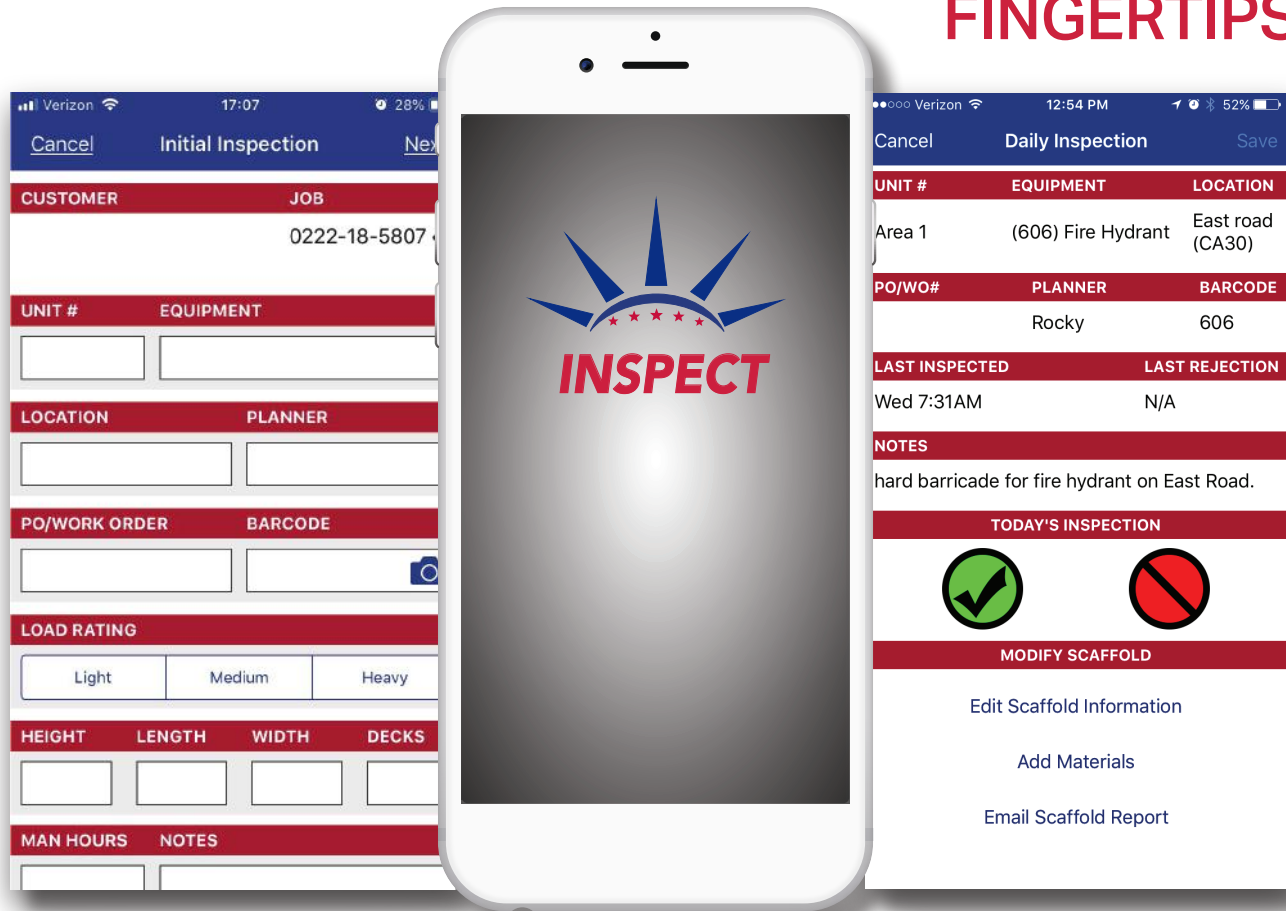 FINGERTIPS
Verizon 17:07 28%
Cancel Initial Inspection Nex
CUSTOMER JOB
0222-18-5807
UNIT # EQUIPMENT
LOCATION PLANNER
PO/WORK ORDER BARCODE
LOAD RATING
Light Medium Heavy
HEIGHT LENGTH WIDTH DECKS
MAN HOURS NOTES
INSPECT
Verizon 12:54 PM 52%
Cancel Daily Inspection Save
UNIT # EQUIPMENT LOCATION
Area 1 (606) Fire Hydrant East road
(CA30)
PO/WO# PLANNER BARCODE
Rocky 606
LAST INSPECTED LAST REJECTION
Wed 7:31AM N/A
NOTES
hard barricade for fire hydrant on East Road.
TODAY'S INSPECTION
MODIFY SCAFFOLD
Edit Scaffold Information
Add Materials
Email Scaffold Report